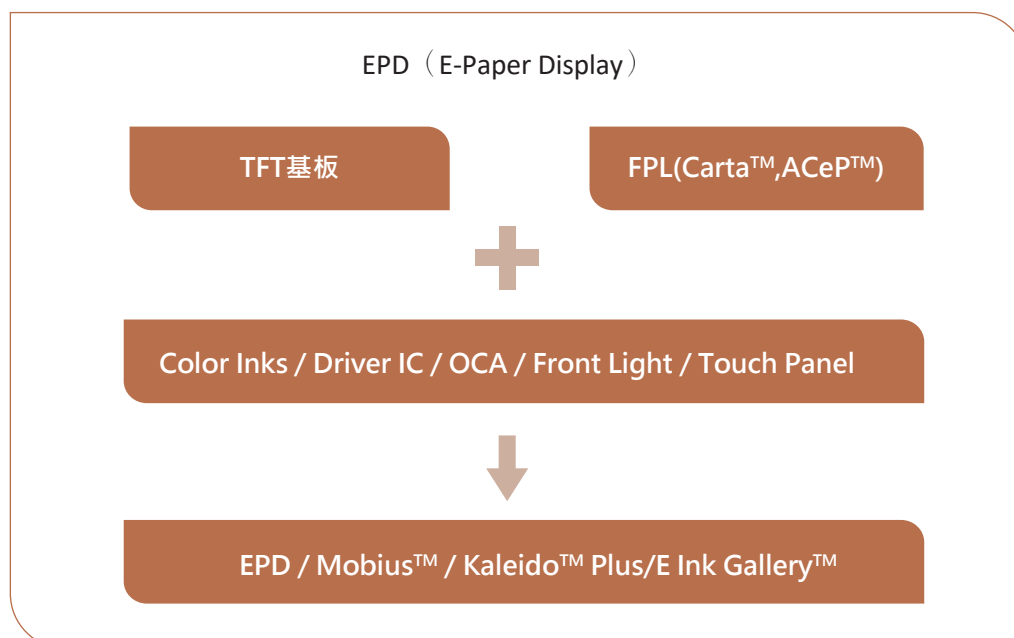 EPD（E-Paper Display）
TFT基板
FPL(Carta™,ACeP™)
Color Inks / Driver IC / OCA / Front Light / Touch Panel
EPD / Mobius™ / Kaleido™ Plus/E Ink Gallery™